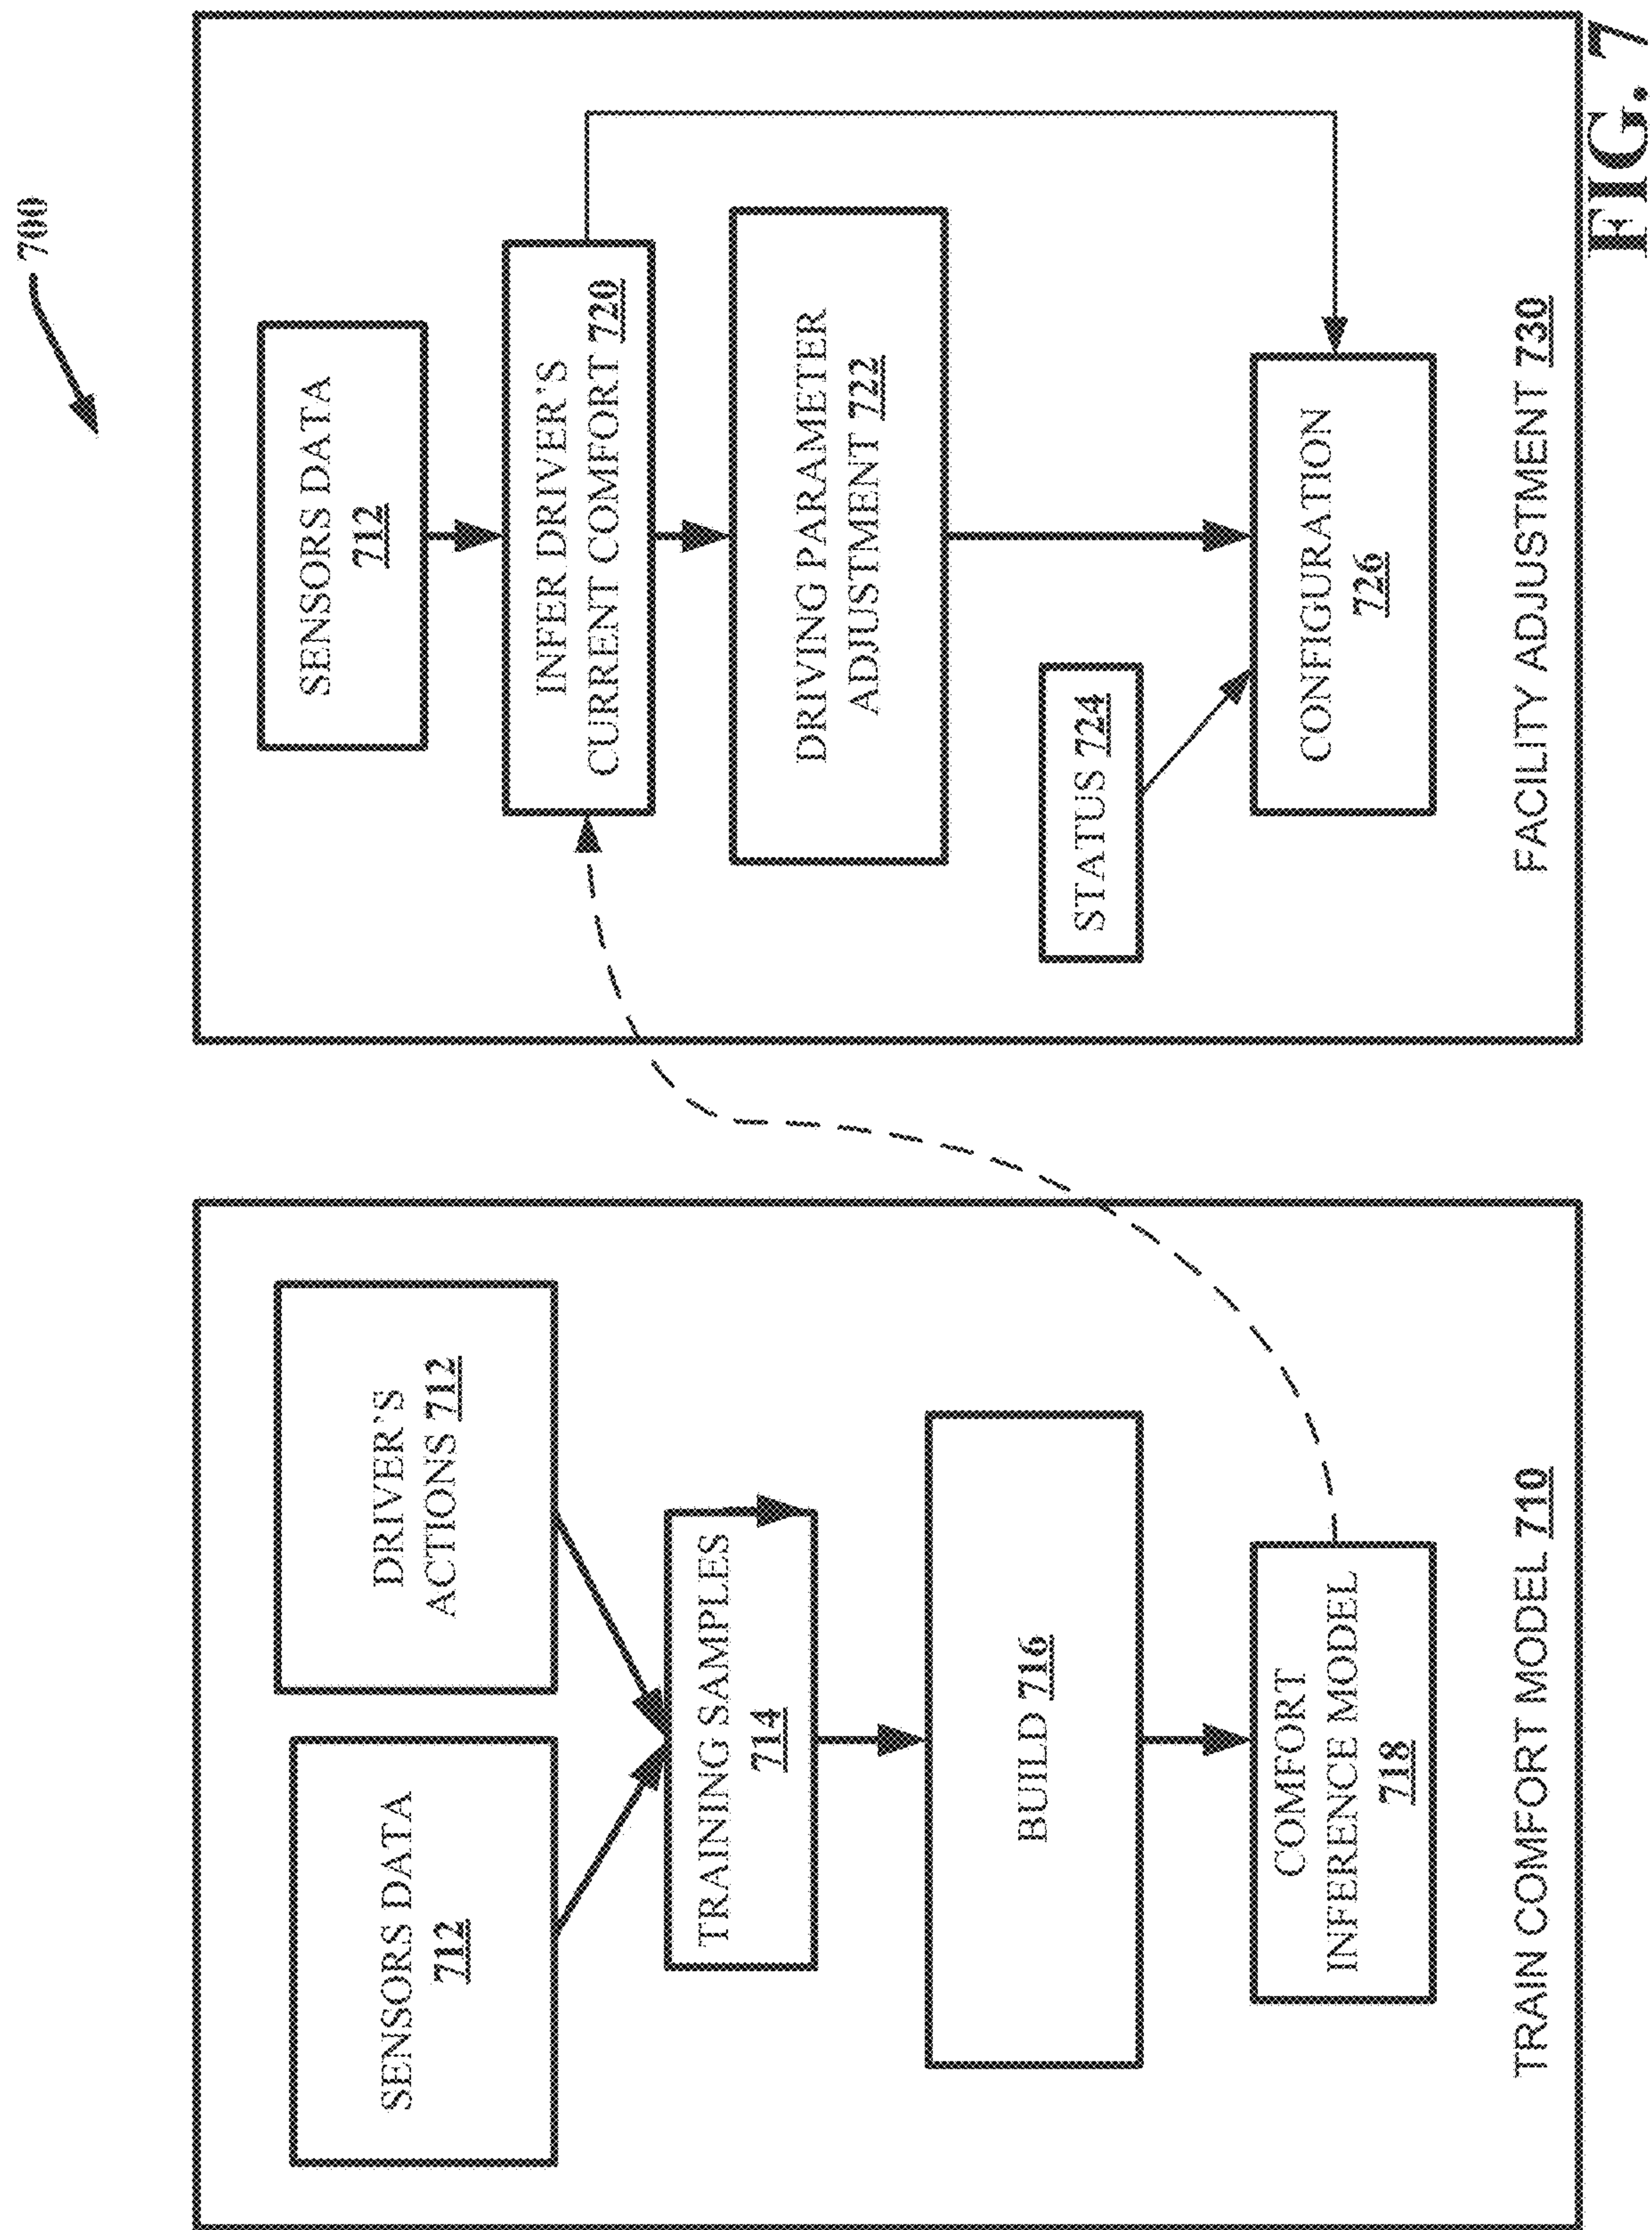 700
SENSORS DATA
712
DRIVER'S
ACTIONS 712
TRAINING SAMPLES
714
BUILD 716
COMFORT
INFERENCE MODEL
718
TRAIN COMFORT MODEL 710
SENSORS DATA
712
INFER DRIVER'S
CURRENT COMFORT 720
DRIVING PARAMETER
ADJUSTMENT 722
STATUS 724
CONFIGURATION
726
FACILITY ADJUSTMENT 730
FIG. 7